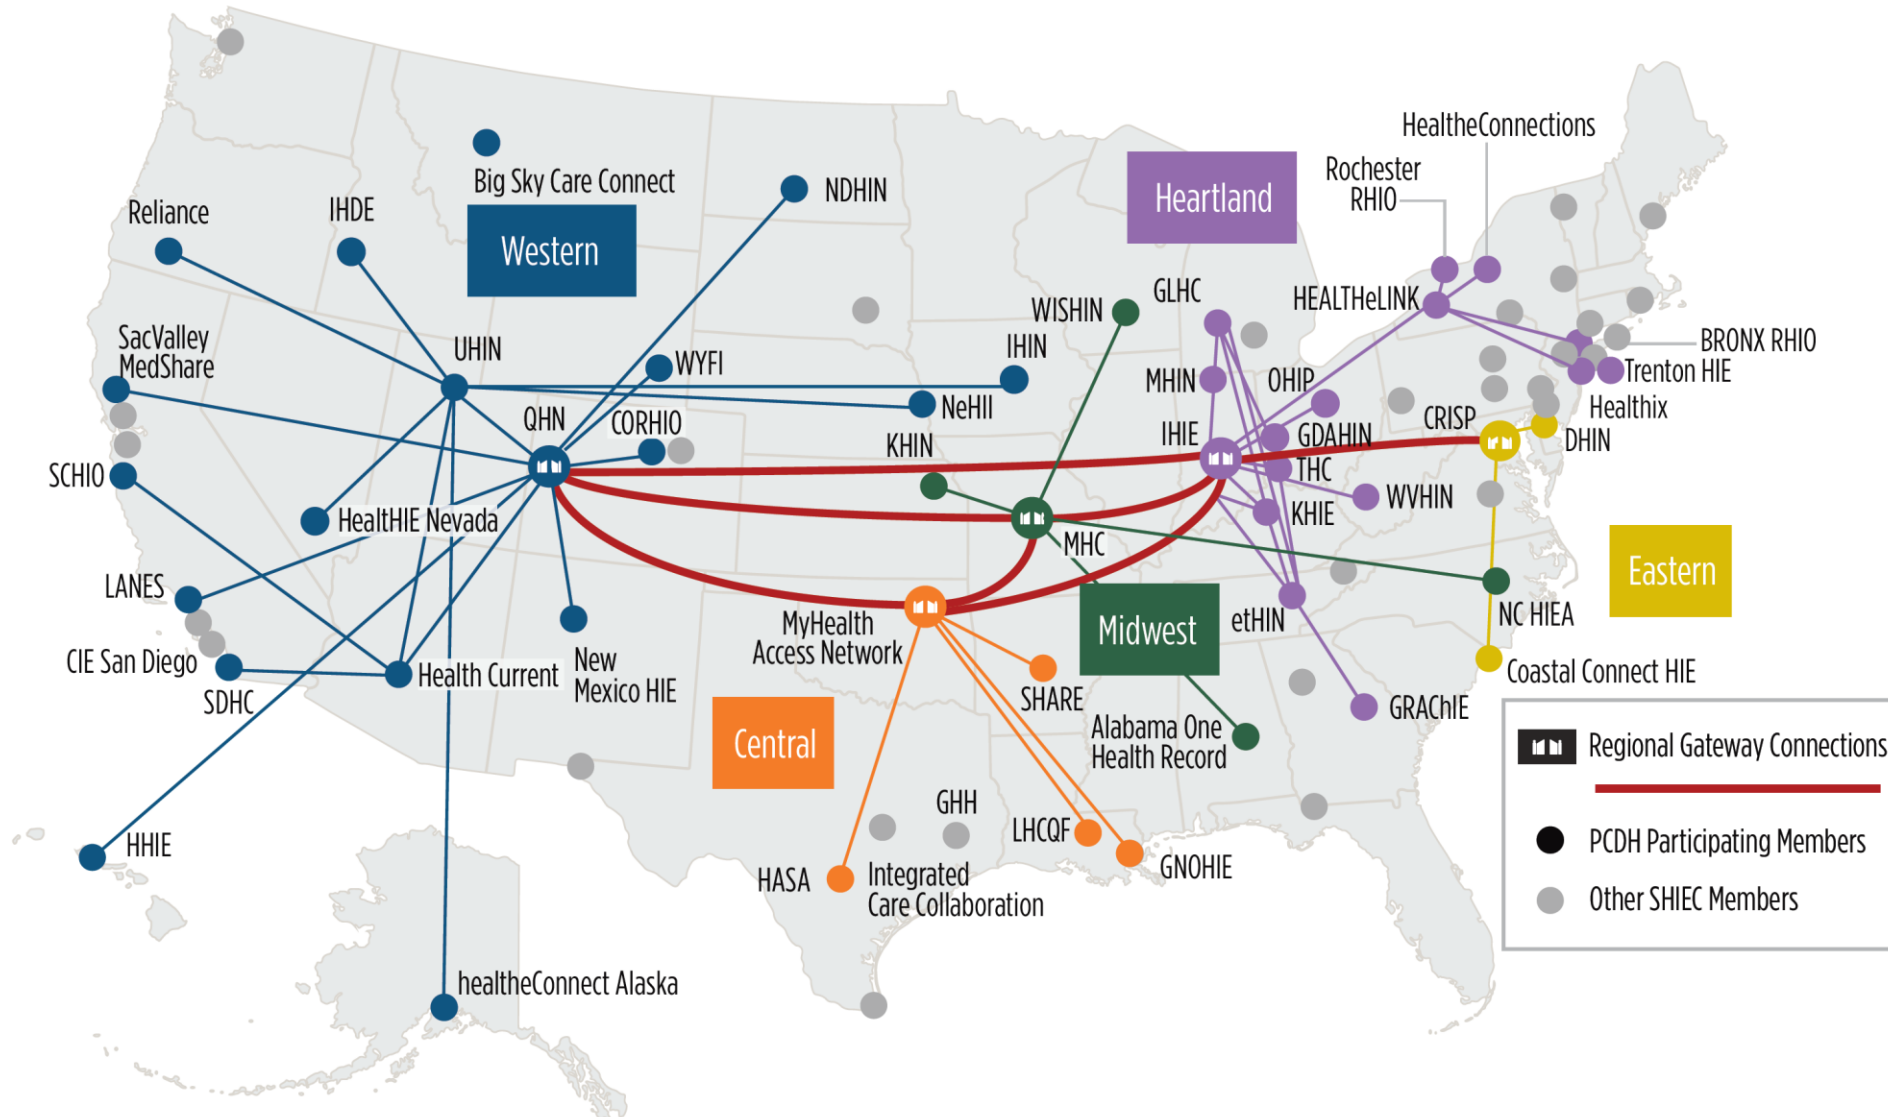 HealtheConnections
Rochester
RHIO
Big Sky Care Connect
NDHIN
Heartland
Reliance
IHDE
Western
GLHC
HEALTHeLINK
WISHIN
SacValley
MedShare
UHIN
WYFI
IHIN
BRONX RHIO
MHIN
OHIP
Trenton HIE
NeHII
Healthix
QHN
CORHIO
CRISP
KHIN
IHIE
GDAHIN
DHIN
SCHIO
THC
WVHIN
HealtHIE Nevada
KHIE
MHC
Eastern
LANES
NC HIEA
MyHealth
Access Network
Midwest
etHIN
CIE San Diego
SDHC
Health Current
New
Mexico HIE
SHARE
Coastal Connect HIE
GRAChIE
Central
Alabama One
Health Record
Regional Gateway Connections
GHH
LHCQF
HHIE
PCDH Participating Members
GNOHIE
HASA
Integrated
Care Collaboration
Other SHIEC Members
healtheConnect Alaska